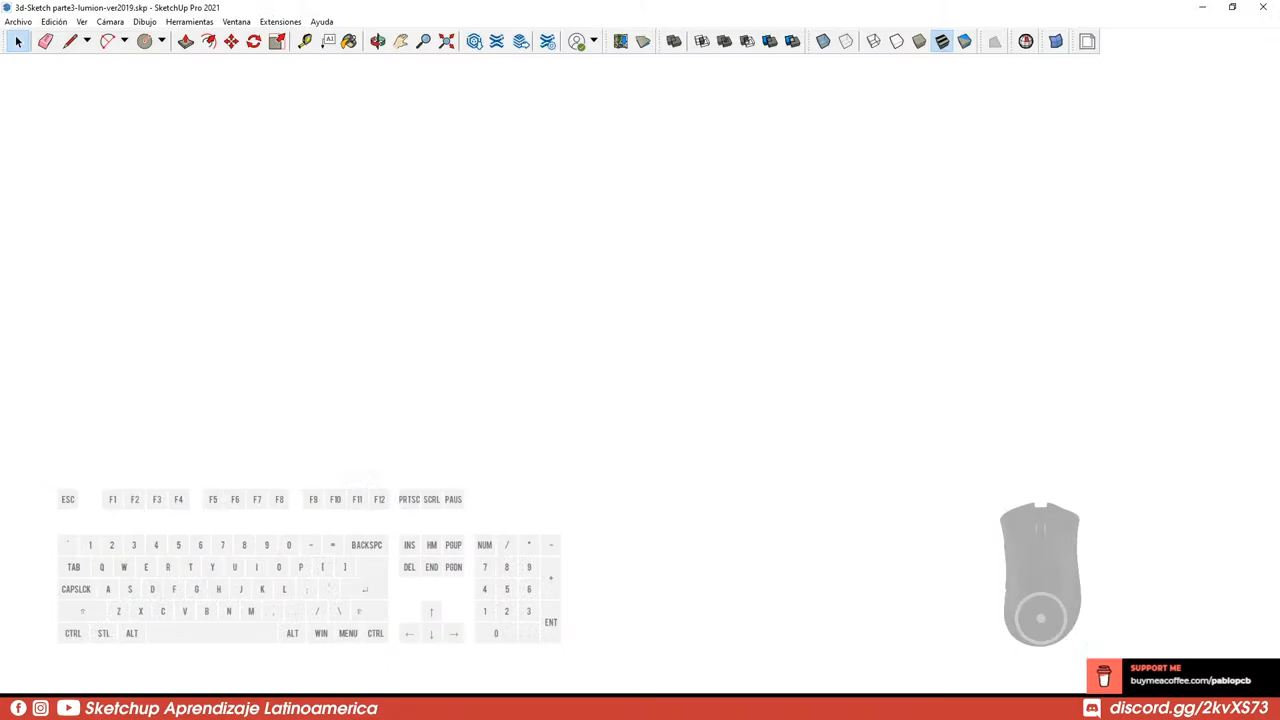 3d-Sketch parte3-lumion-ver2019.skp - SketchUp Pro 2021
Archivo Edición Ver Cámara Dibujo Herramientas Ventana Extensiones Ayuda
ESC F1 F2 F3 F4 F5 F6 F7 F8 F9 F10 F11 F12 PRTSC SCRL PAUS
` 1 2 3 4 5 6 7 8 9 0 - = BACKSPC INS HM PGUP NUM / * -
TAB Q W E R T Y U I O P [ ] DEL END PGDN 7 8 9 +
CAPSLCK A S D F G H J K L ; ' 4 5 6
Z X C V B N M / \ 1 2 3 ENT
CTRL STL ALT ALT WIN MENU CTRL 0
SUPPORT ME
buymeacoffee.com/pablopcb
Sketchup Aprendizaje Latinoamerica
discord.gg/2kvXS73